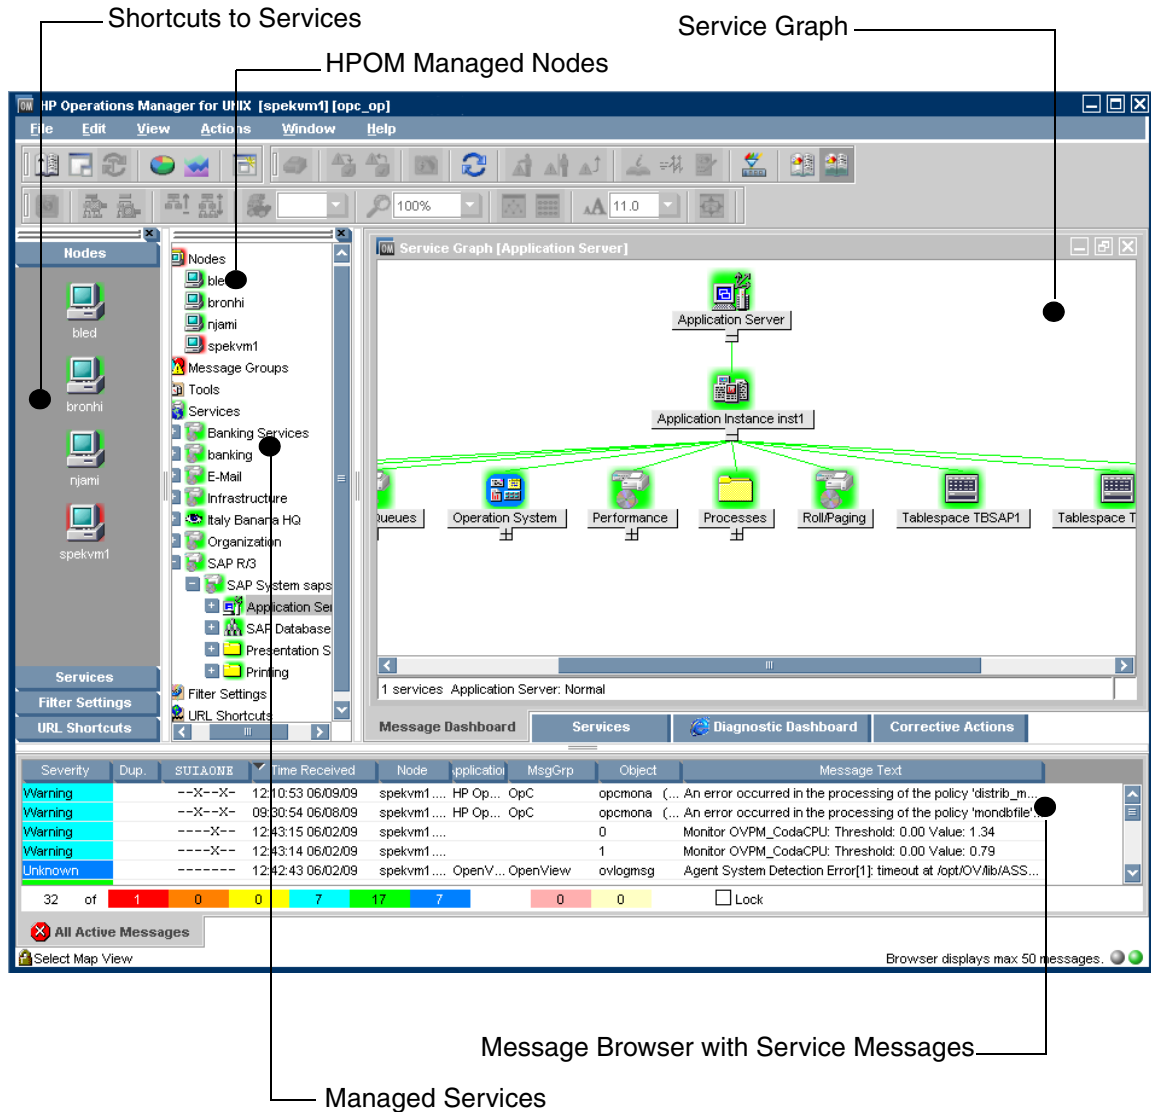 Shortcuts to Services
Service Graph
HPOM Managed Nodes
OM HP Operations Manager for UNIX [spekvm1] [opc_op]
File Edit View Actions Window Help
100%
11.0
Nodes
bled
bronhi
njami
spekvm1
Services
Filter Settings
URL Shortcuts
Nodes
bled
bronhi
njami
spekvm1
Message Groups
Tools
Services
Banking Services
banking
E-Mail
Infrastructure
Italy Banana HQ
Organization
SAP R/3
SAP System saps
Application Ser
SAP Database
Presentation S
Printing
Filter Settings
URL Shortcuts
OM Service Graph [Application Server]
Application Server
Application Instance inst1
Queues Operation System Performance Processes Roll/Paging Tablespace TBSAP1 Tablespace T
1 services Application Server: Normal
Message Dashboard Services Diagnostic Dashboard Corrective Actions
Severity Dup. SUIAONE Time Received Node Applicatio MsgGrp Object Message Text
Warning --X--X- 12:10:53 06/09/09 spekvm1.... HP Op... OpC opcmona (... An error occurred in the processing of the policy 'distrib_m...
Warning --X--X- 09:30:54 06/08/09 spekvm1.... HP Op... OpC opcmona (... An error occurred in the processing of the policy 'mondbfile'...
Warning ----X-- 12:43:15 06/02/09 spekvm1.... 0 Monitor OVPM_CodaCPU: Threshold: 0.00 Value: 1.34
Warning ----X-- 12:43:14 06/02/09 spekvm1.... 1 Monitor OVPM_CodaCPU: Threshold: 0.00 Value: 0.79
Unknown ------- 12:42:43 06/02/09 spekvm1.... OpenV... OpenView ovlogmsg Agent System Detection Error[1]: timeout at /opt/OV/lib/ASS...
32 of 1 0 0 7 17 7 0 0 Lock
All Active Messages
Select Map View Browser displays max 50 messages.
Message Browser with Service Messages
Managed Services